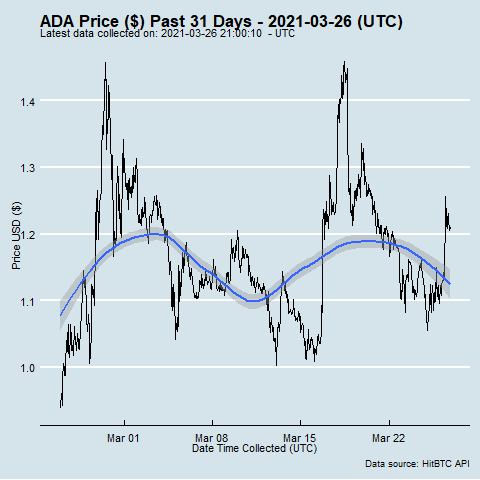 ADA Price ($) Past 31 Days - 2021-03-26 (UTC)
Latest data collected on: 2021-03-26 21:00:10 - UTC
1.4
1.3
1.2
1.1
1.0
Price USD ($)
Mar 01 Mar 08 Mar 15 Mar 22
Date Time Collected (UTC)
Data source: HitBTC API